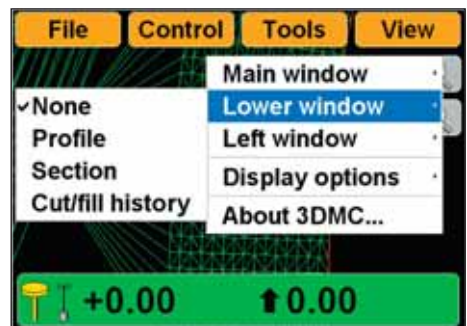 File Control Tools View
Main window
✓None Lower window
Profile Left window
Section Display options
Cut/fill history About 3DMC...
+0.00 ⬆0.00